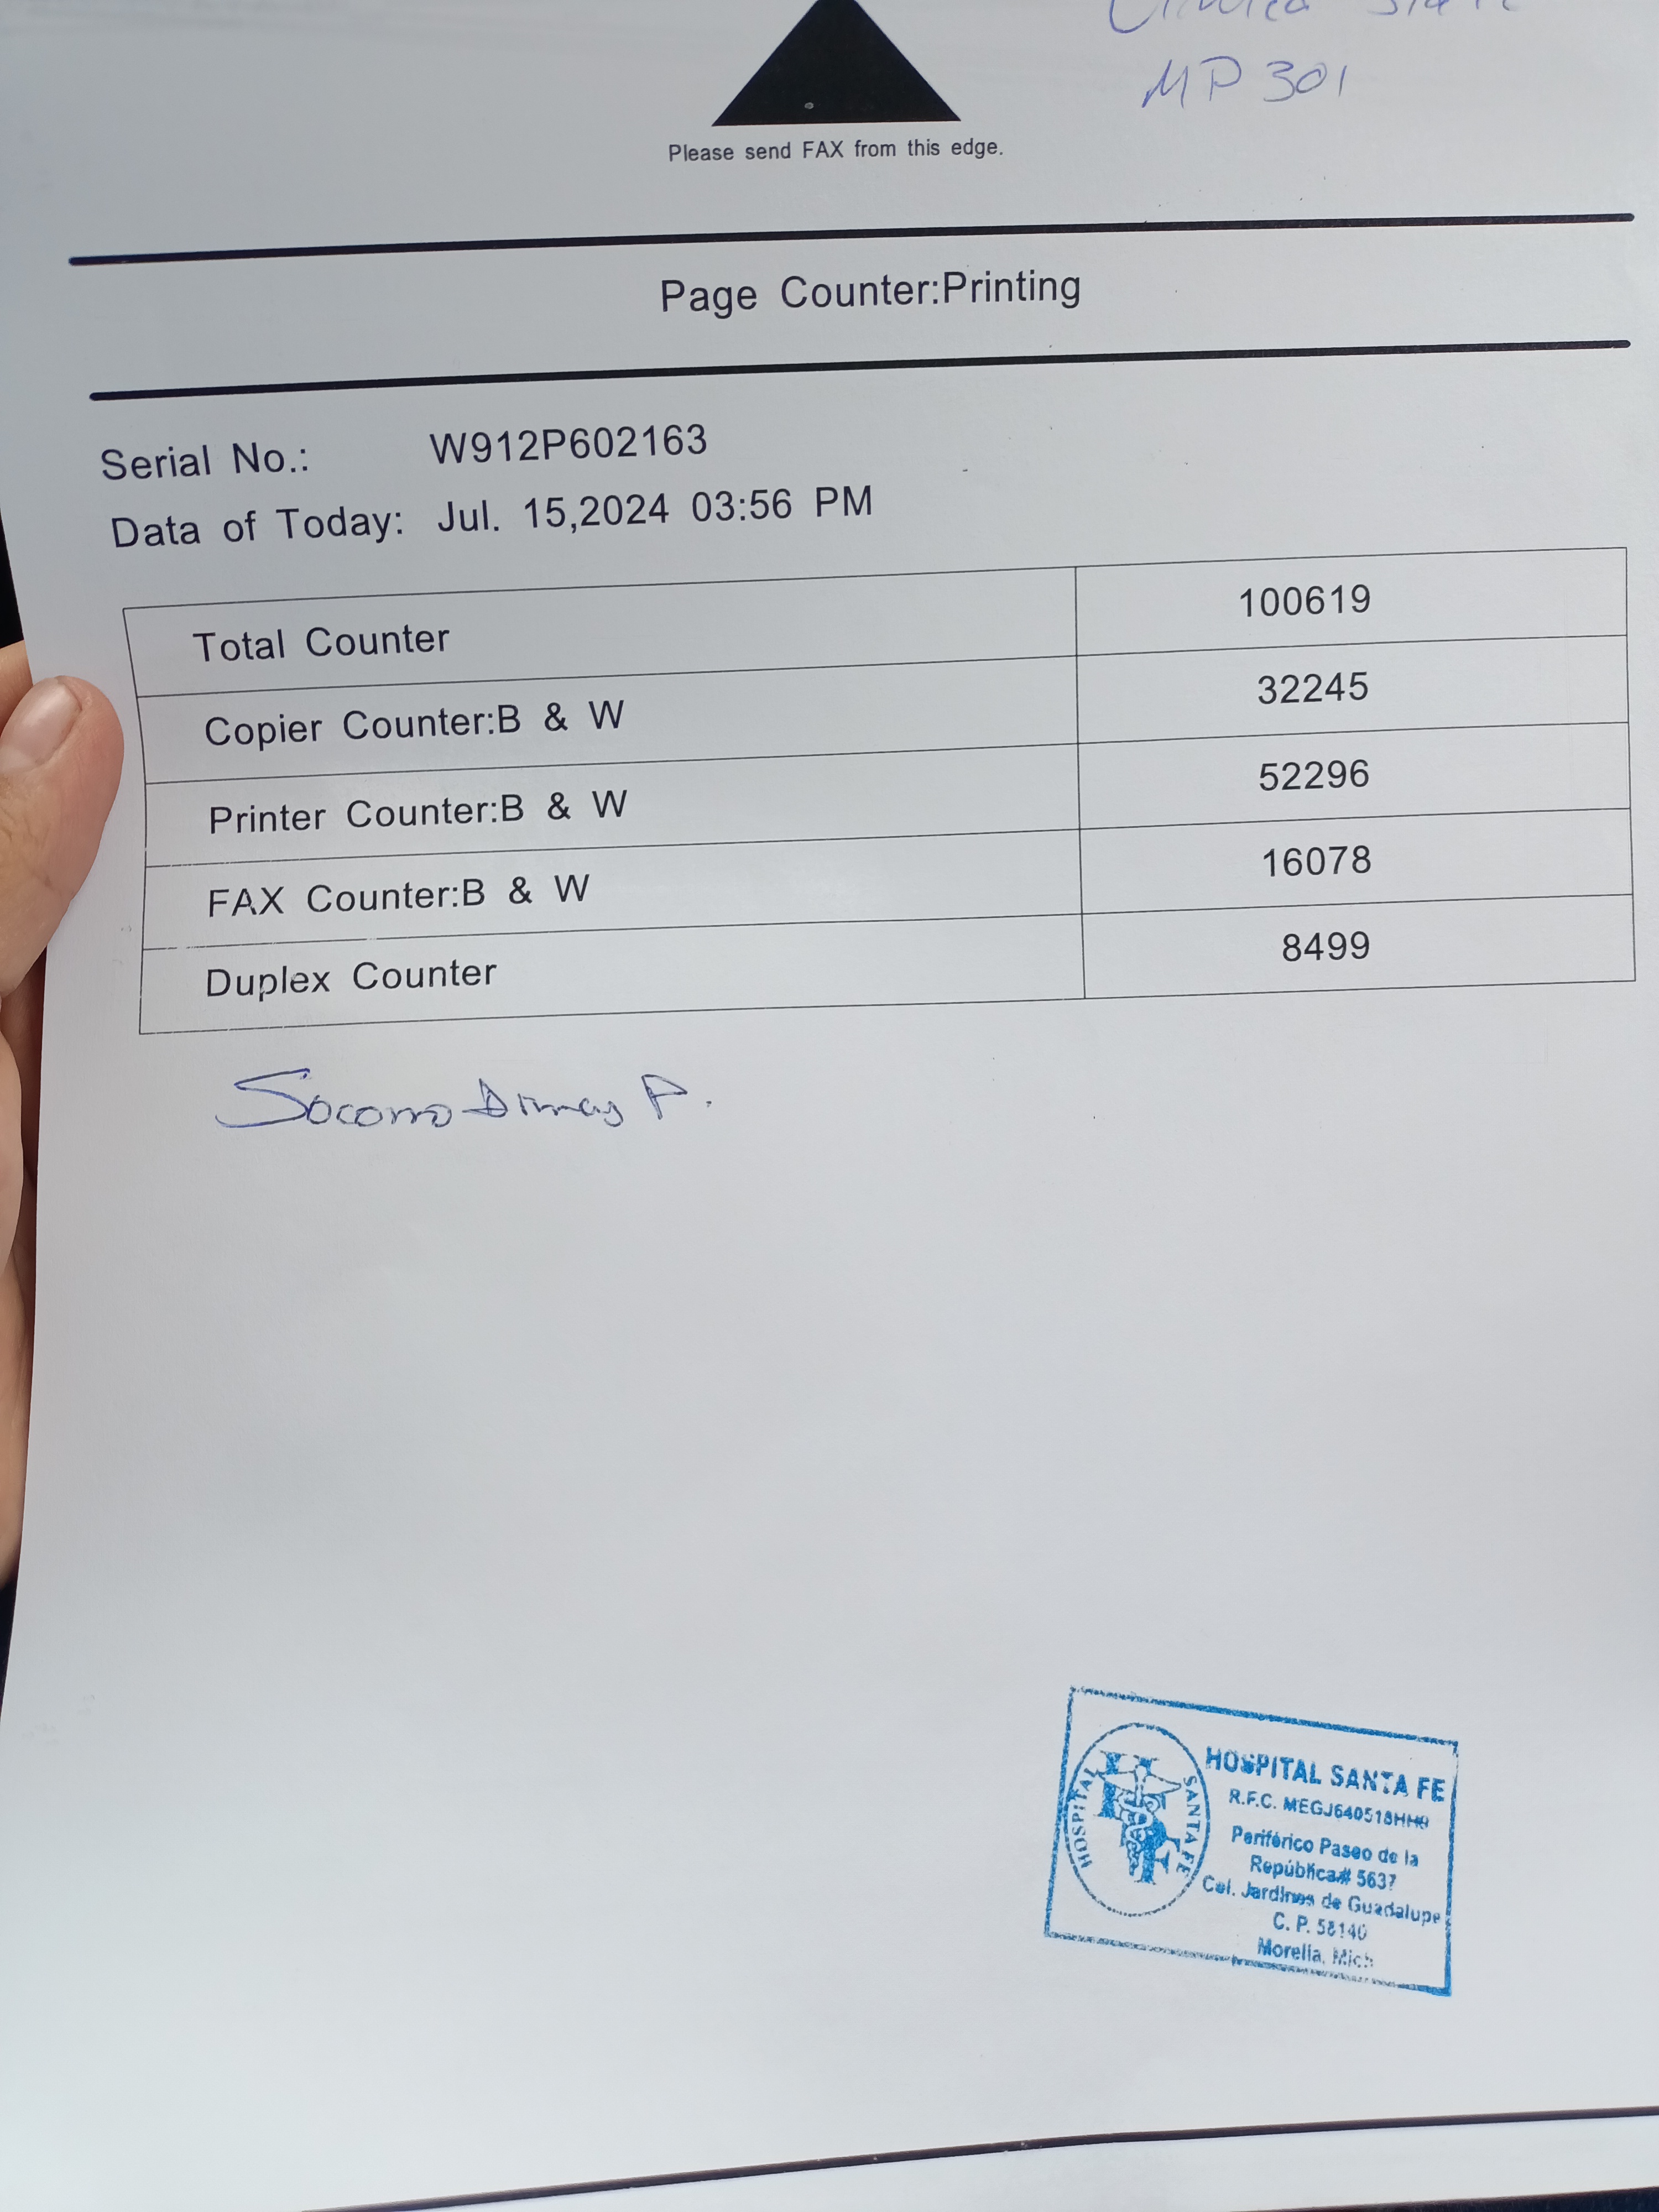 MP 301
Please send FAX from this edge.
Page Counter:Printing
Serial No.: W912P602163
Data of Today: Jul. 15,2024 03:56 PM
Total Counter 100619
Copier Counter:B & W 32245
Printer Counter:B & W 52296
FAX Counter:B & W 16078
Duplex Counter 8499
Socorro P.
HOSPITAL SANTA FE
HOSPITAL SANTA FE
R.F.C.
Periférico Paseo de la
República# 5637
Col. Jardines de Guadalupe
C. P. 58140
Morelia, Mich